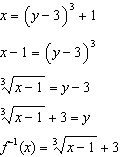 x = (y − 3)³ + 1
x − 1 = (y − 3)³
∛(x − 1) = y − 3
∛(x − 1) + 3 = y
f⁻¹(x) = ∛(x − 1) + 3